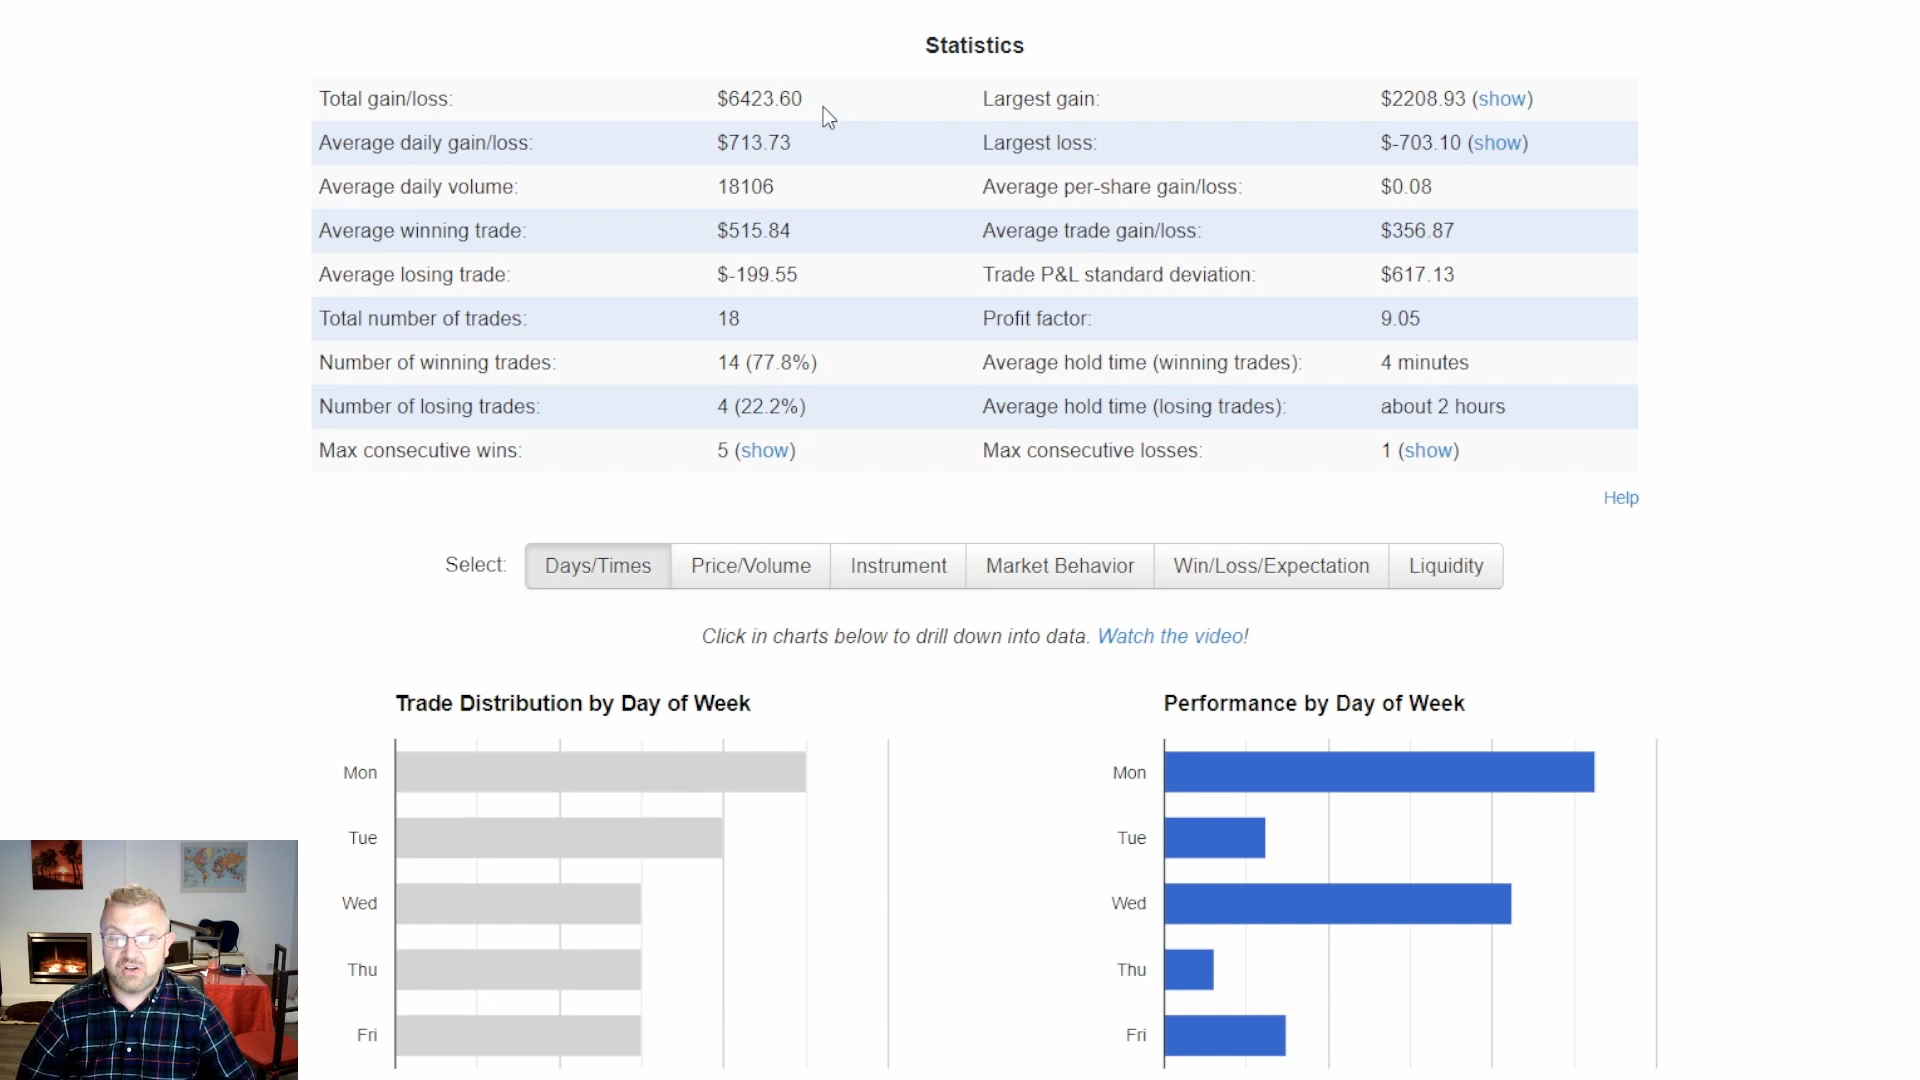 Statistics
Total gain/loss: $6423.60 Largest gain: $2208.93 (show)
Average daily gain/loss: $713.73 Largest loss: $-703.10 (show)
Average daily volume: 18106 Average per-share gain/loss: $0.08
Average winning trade: $515.84 Average trade gain/loss: $356.87
Average losing trade: $-199.55 Trade P&L standard deviation: $617.13
Total number of trades: 18 Profit factor: 9.05
Number of winning trades: 14 (77.8%) Average hold time (winning trades): 4 minutes
Number of losing trades: 4 (22.2%) Average hold time (losing trades): about 2 hours
Max consecutive wins: 5 (show) Max consecutive losses: 1 (show)
Help
Select: Days/Times Price/Volume Instrument Market Behavior Win/Loss/Expectation Liquidity
Click in charts below to drill down into data. Watch the video!
Trade Distribution by Day of Week
Mon
Tue
Wed
Thu
Fri
Performance by Day of Week
Mon
Tue
Wed
Thu
Fri